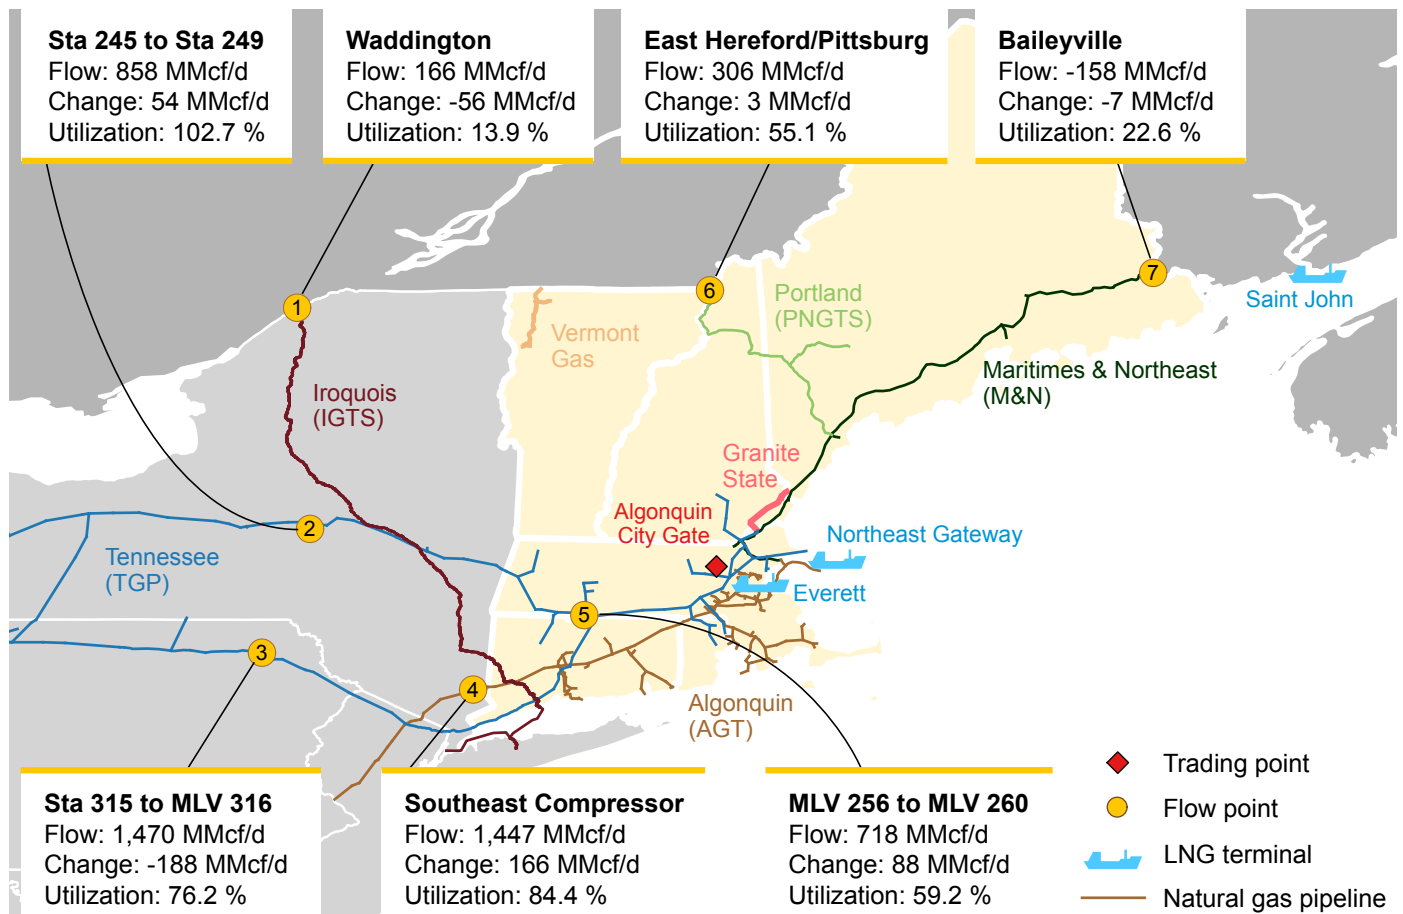 Sta 245 to Sta 249
Flow: 858 MMcf/d
Change: 54 MMcf/d
Utilization: 102.7 %
Waddington
Flow: 166 MMcf/d
Change: -56 MMcf/d
Utilization: 13.9 %
East Hereford/Pittsburg
Flow: 306 MMcf/d
Change: 3 MMcf/d
Utilization: 55.1 %
Baileyville
Flow: -158 MMcf/d
Change: -7 MMcf/d
Utilization: 22.6 %
1
2
3
4
5
6
7
Saint John
Portland
(PNGTS)
Vermont
Gas
Iroquois
(IGTS)
Maritimes & Northeast
(M&N)
Granite
State
Algonquin
City Gate
Northeast Gateway
Everett
Tennessee
(TGP)
Algonquin
(AGT)
Sta 315 to MLV 316
Flow: 1,470 MMcf/d
Change: -188 MMcf/d
Utilization: 76.2 %
Southeast Compressor
Flow: 1,447 MMcf/d
Change: 166 MMcf/d
Utilization: 84.4 %
MLV 256 to MLV 260
Flow: 718 MMcf/d
Change: 88 MMcf/d
Utilization: 59.2 %
Trading point
Flow point
LNG terminal
Natural gas pipeline